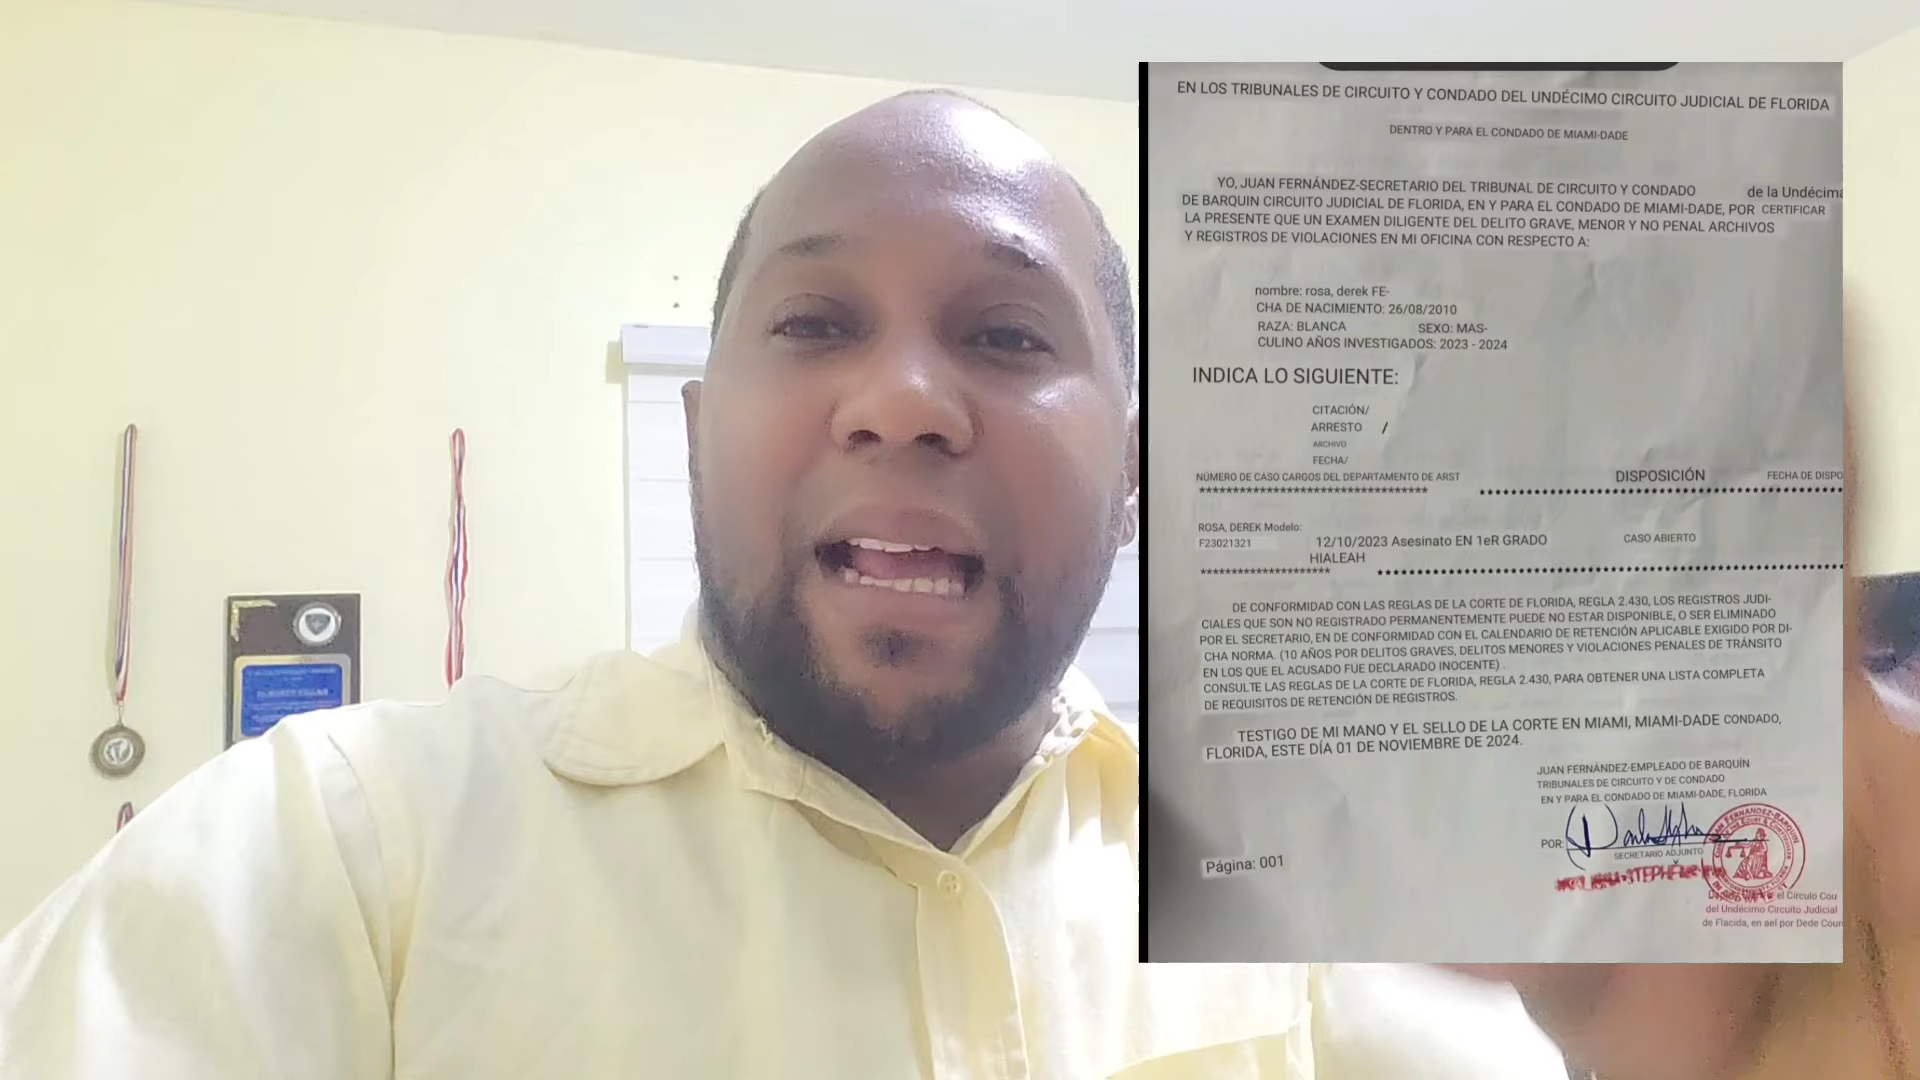 EN LOS TRIBUNALES DE CIRCUITO Y CONDADO DEL UNDÉCIMO CIRCUITO JUDICIAL DE FLORIDA
DENTRO Y PARA EL CONDADO DE MIAMI-DADE
YO, JUAN FERNÁNDEZ-SECRETARIO DEL TRIBUNAL DE CIRCUITO Y CONDADO de la Undécima
DE BARQUIN CIRCUITO JUDICIAL DE FLORIDA, EN Y PARA EL CONDADO DE MIAMI-DADE, POR CERTIFICAR
LA PRESENTE QUE UN EXAMEN DILIGENTE DEL DELITO GRAVE, MENOR Y NO PENAL ARCHIVOS
Y REGISTROS DE VIOLACIONES EN MI OFICINA CON RESPECTO A:
nombre: rosa, derek FE-
CHA DE NACIMIENTO: 26/08/2010
RAZA: BLANCA SEXO: MAS-
CULINO AÑOS INVESTIGADOS: 2023 - 2024
INDICA LO SIGUIENTE:
CITACIÓN/
ARRESTO /
ARCHIVO
FECHA/
NÚMERO DE CASO CARGOS DEL DEPARTAMENTO DE ARST DISPOSICIÓN FECHA DE DISPO
ROSA, DEREK Modelo:
F23021321 12/10/2023 Asesinato EN 1eR GRADO CASO ABIERTO
HIALEAH
DE CONFORMIDAD CON LAS REGLAS DE LA CORTE DE FLORIDA, REGLA 2.430, LOS REGISTROS JUDI-
CIALES QUE SON NO REGISTRADO PERMANENTEMENTE PUEDE NO ESTAR DISPONIBLE, O SER ELIMINADO
POR EL SECRETARIO, EN DE CONFORMIDAD CON EL CALENDARIO DE RETENCIÓN APLICABLE EXIGIDO POR DI-
CHA NORMA. (10 AÑOS POR DELITOS GRAVES, DELITOS MENORES Y VIOLACIONES PENALES DE TRÁNSITO
EN LOS QUE EL ACUSADO FUE DECLARADO INOCENTE) .
CONSULTE LAS REGLAS DE LA CORTE DE FLORIDA, REGLA 2.430, PARA OBTENER UNA LISTA COMPLETA
DE REQUISITOS DE RETENCIÓN DE REGISTROS.
TESTIGO DE MI MANO Y EL SELLO DE LA CORTE EN MIAMI, MIAMI-DADE CONDADO,
FLORIDA, ESTE DÍA 01 DE NOVIEMBRE DE 2024.
JUAN FERNÁNDEZ-EMPLEADO DE BARQUÍN
TRIBUNALES DE CIRCUITO Y DE CONDADO
EN Y PARA EL CONDADO DE MIAMI-DADE, FLORIDA
POR:
SECRETARIO ADJUNTO
Página: 001
el Circulo Cou
del Undécimo Circuito Judicial
de Flacida, en ael por Dede Coun